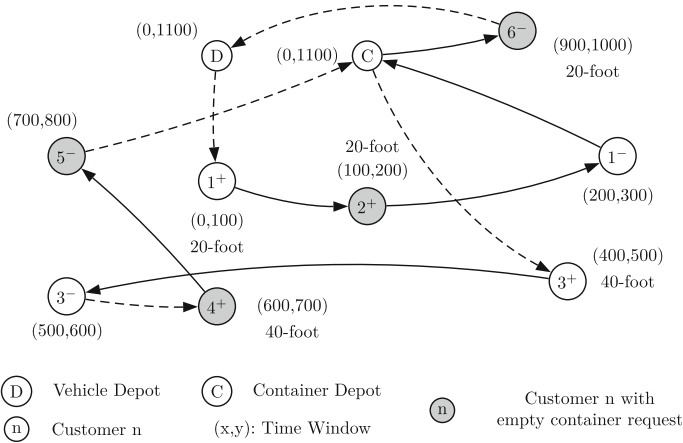 (0,1100)
D
(0,1100)
C
6⁻
(900,1000)
20-foot
(700,800)
5⁻
20-foot
(100,200)
1⁻
1⁺
2⁺
(200,300)
(0,100)
20-foot
(400,500)
3⁺
40-foot
3⁻
4⁺
(600,700)
(500,600)
40-foot
D Vehicle Depot
C Container Depot
n Customer n with
empty container request
n Customer n
(x,y): Time Window